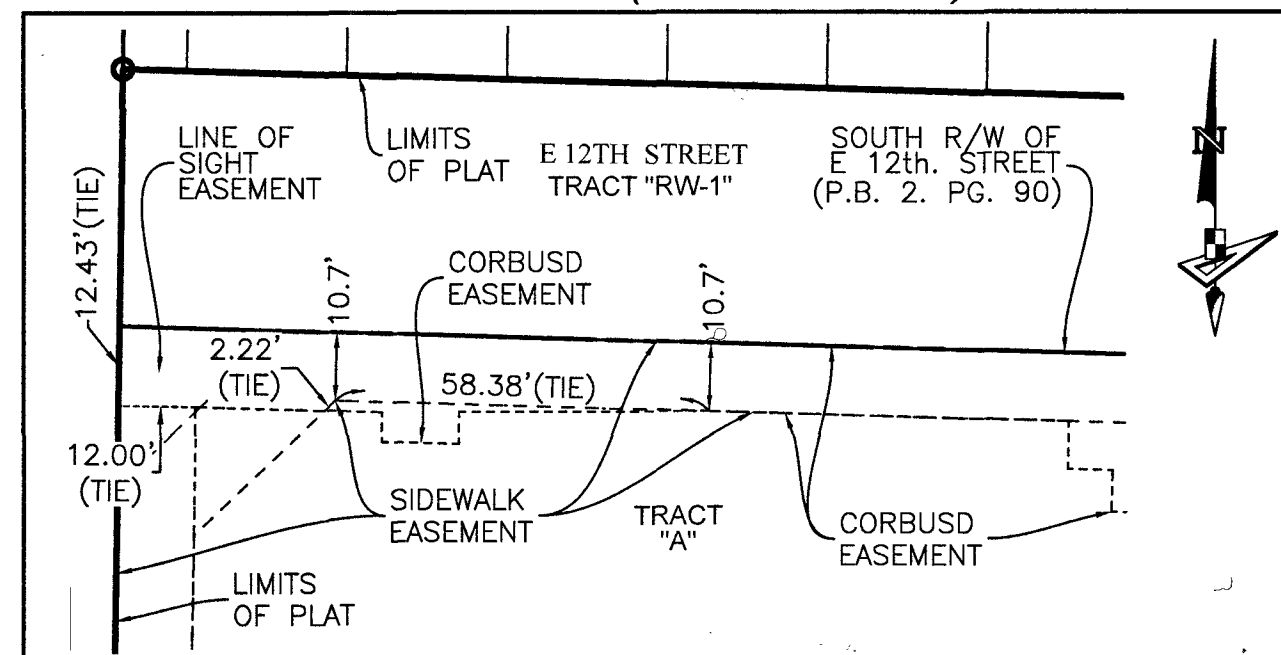 LINE OF
SIGHT
EASEMENT
LIMITS
OF PLAT
E 12TH STREET
TRACT "RW-1"
SOUTH R/W OF
E 12th. STREET
(P.B. 2. PG. 90)
N
12.43'(TIE)
10.7'
CORBUSD
EASEMENT
10.7'
2.22'
(TIE)
58.38'(TIE)
12.00'
(TIE)
SIDEWALK
EASEMENT
TRACT
"A"
CORBUSD
EASEMENT
LIMITS
OF PLAT